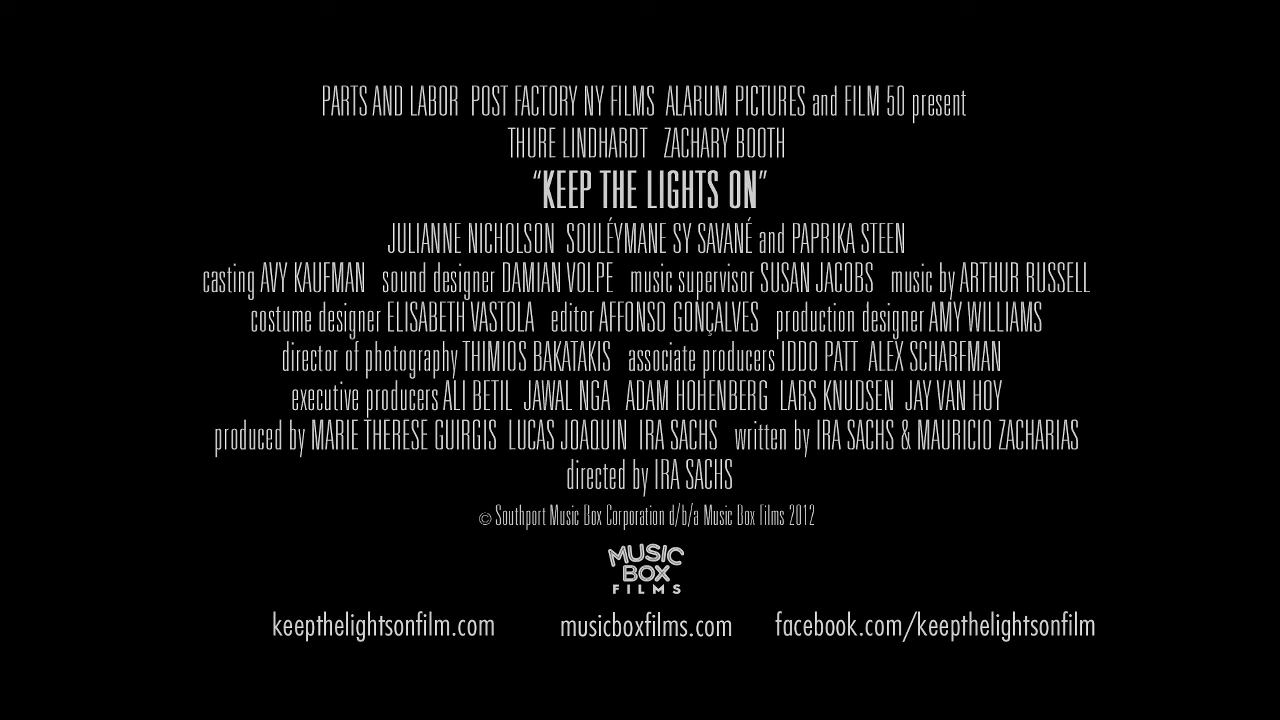 PARTS AND LABOR POST FACTORY NY FILMS ALARUM PICTURES and FILM 50 present
THURE LINDHARDT ZACHARY BOOTH
“KEEP THE LIGHTS ON”
JULIANNE NICHOLSON SOULÉYMANE SY SAVANÉ and PAPRIKA STEEN
casting AVY KAUFMAN sound designer DAMIAN VOLPE music supervisor SUSAN JACOBS music by ARTHUR RUSSELL
costume designer ELISABETH VASTOLA editor AFFONSO GONÇALVES production designer AMY WILLIAMS
director of photography THIMIOS BAKATAKIS associate producers IDDO PATT ALEX SCHARFMAN
executive producers ALI BETIL JAWAL NGA ADAM HOHENBERG LARS KNUDSEN JAY VAN HOY
produced by MARIE THERESE GUIRGIS LUCAS JOAQUIN IRA SACHS written by IRA SACHS & MAURICIO ZACHARIAS
directed by IRA SACHS
© Southport Music Box Corporation d/b/a Music Box Films 2012
MUSIC
BOX
FILMS
keepthelightsonfilm.com musicboxfilms.com facebook.com/keepthelightsonfilm